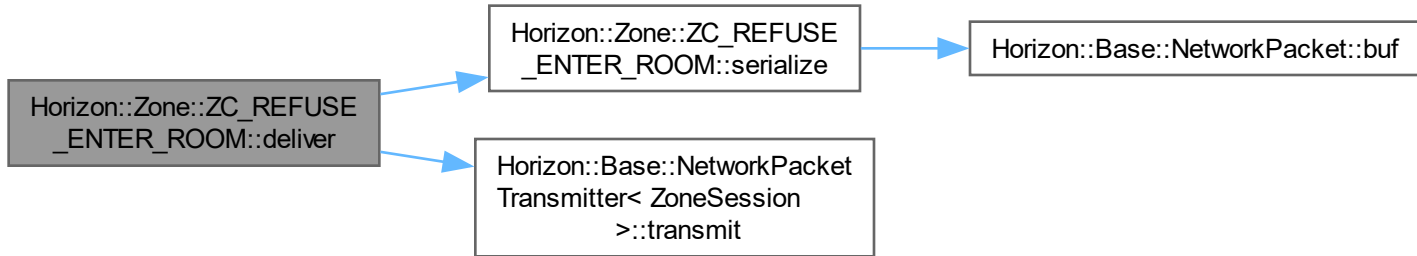 Horizon::Zone::ZC_REFUSE
_ENTER_ROOM::deliver
Horizon::Zone::ZC_REFUSE
_ENTER_ROOM::serialize
Horizon::Base::NetworkPacket::buf
Horizon::Base::NetworkPacket
Transmitter< ZoneSession
>::transmit